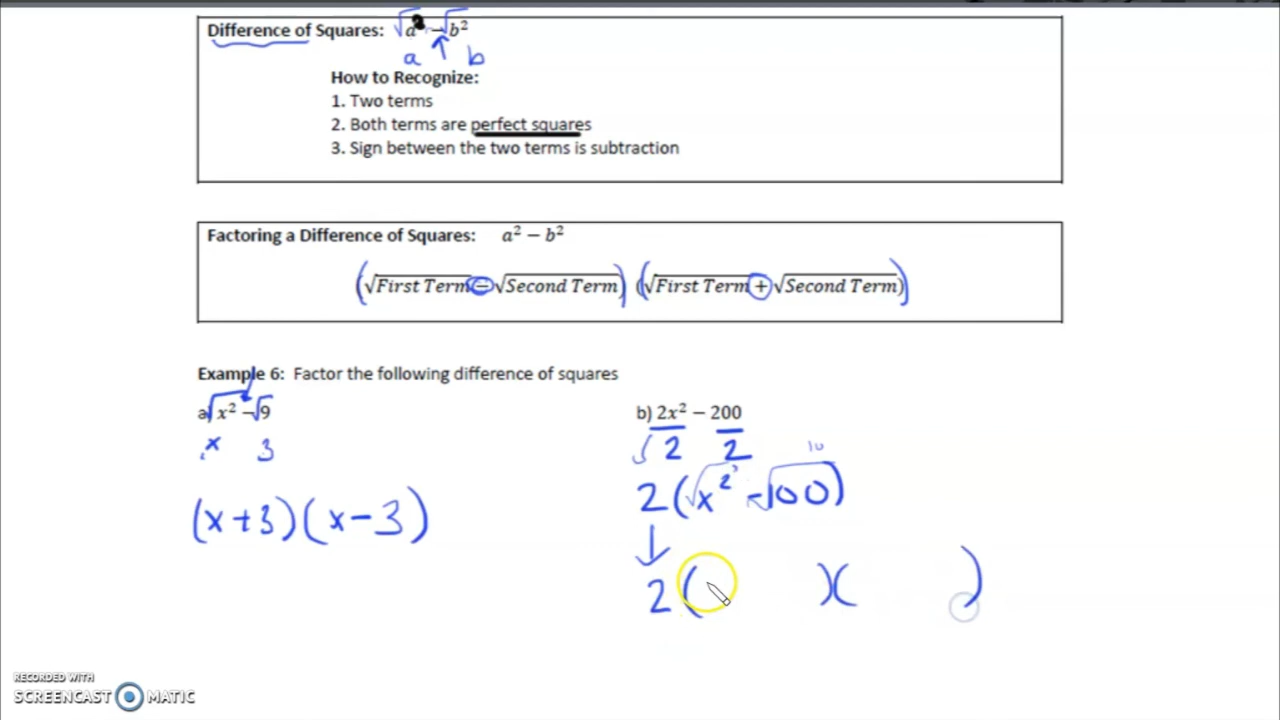 Difference of Squares: √a² − √b²
a b
How to Recognize:
1. Two terms
2. Both terms are perfect squares
3. Sign between the two terms is subtraction
Factoring a Difference of Squares: a² − b²
(√First Term − √Second Term) (√First Term + √Second Term)
Example 6: Factor the following difference of squares
a) √x² − √9 b) 2x² − 200
x 3 2 2 10
2(√x² − √100)
(x+3)(x−3)
2( )( )
RECORDED WITH
SCREENCAST MATIC